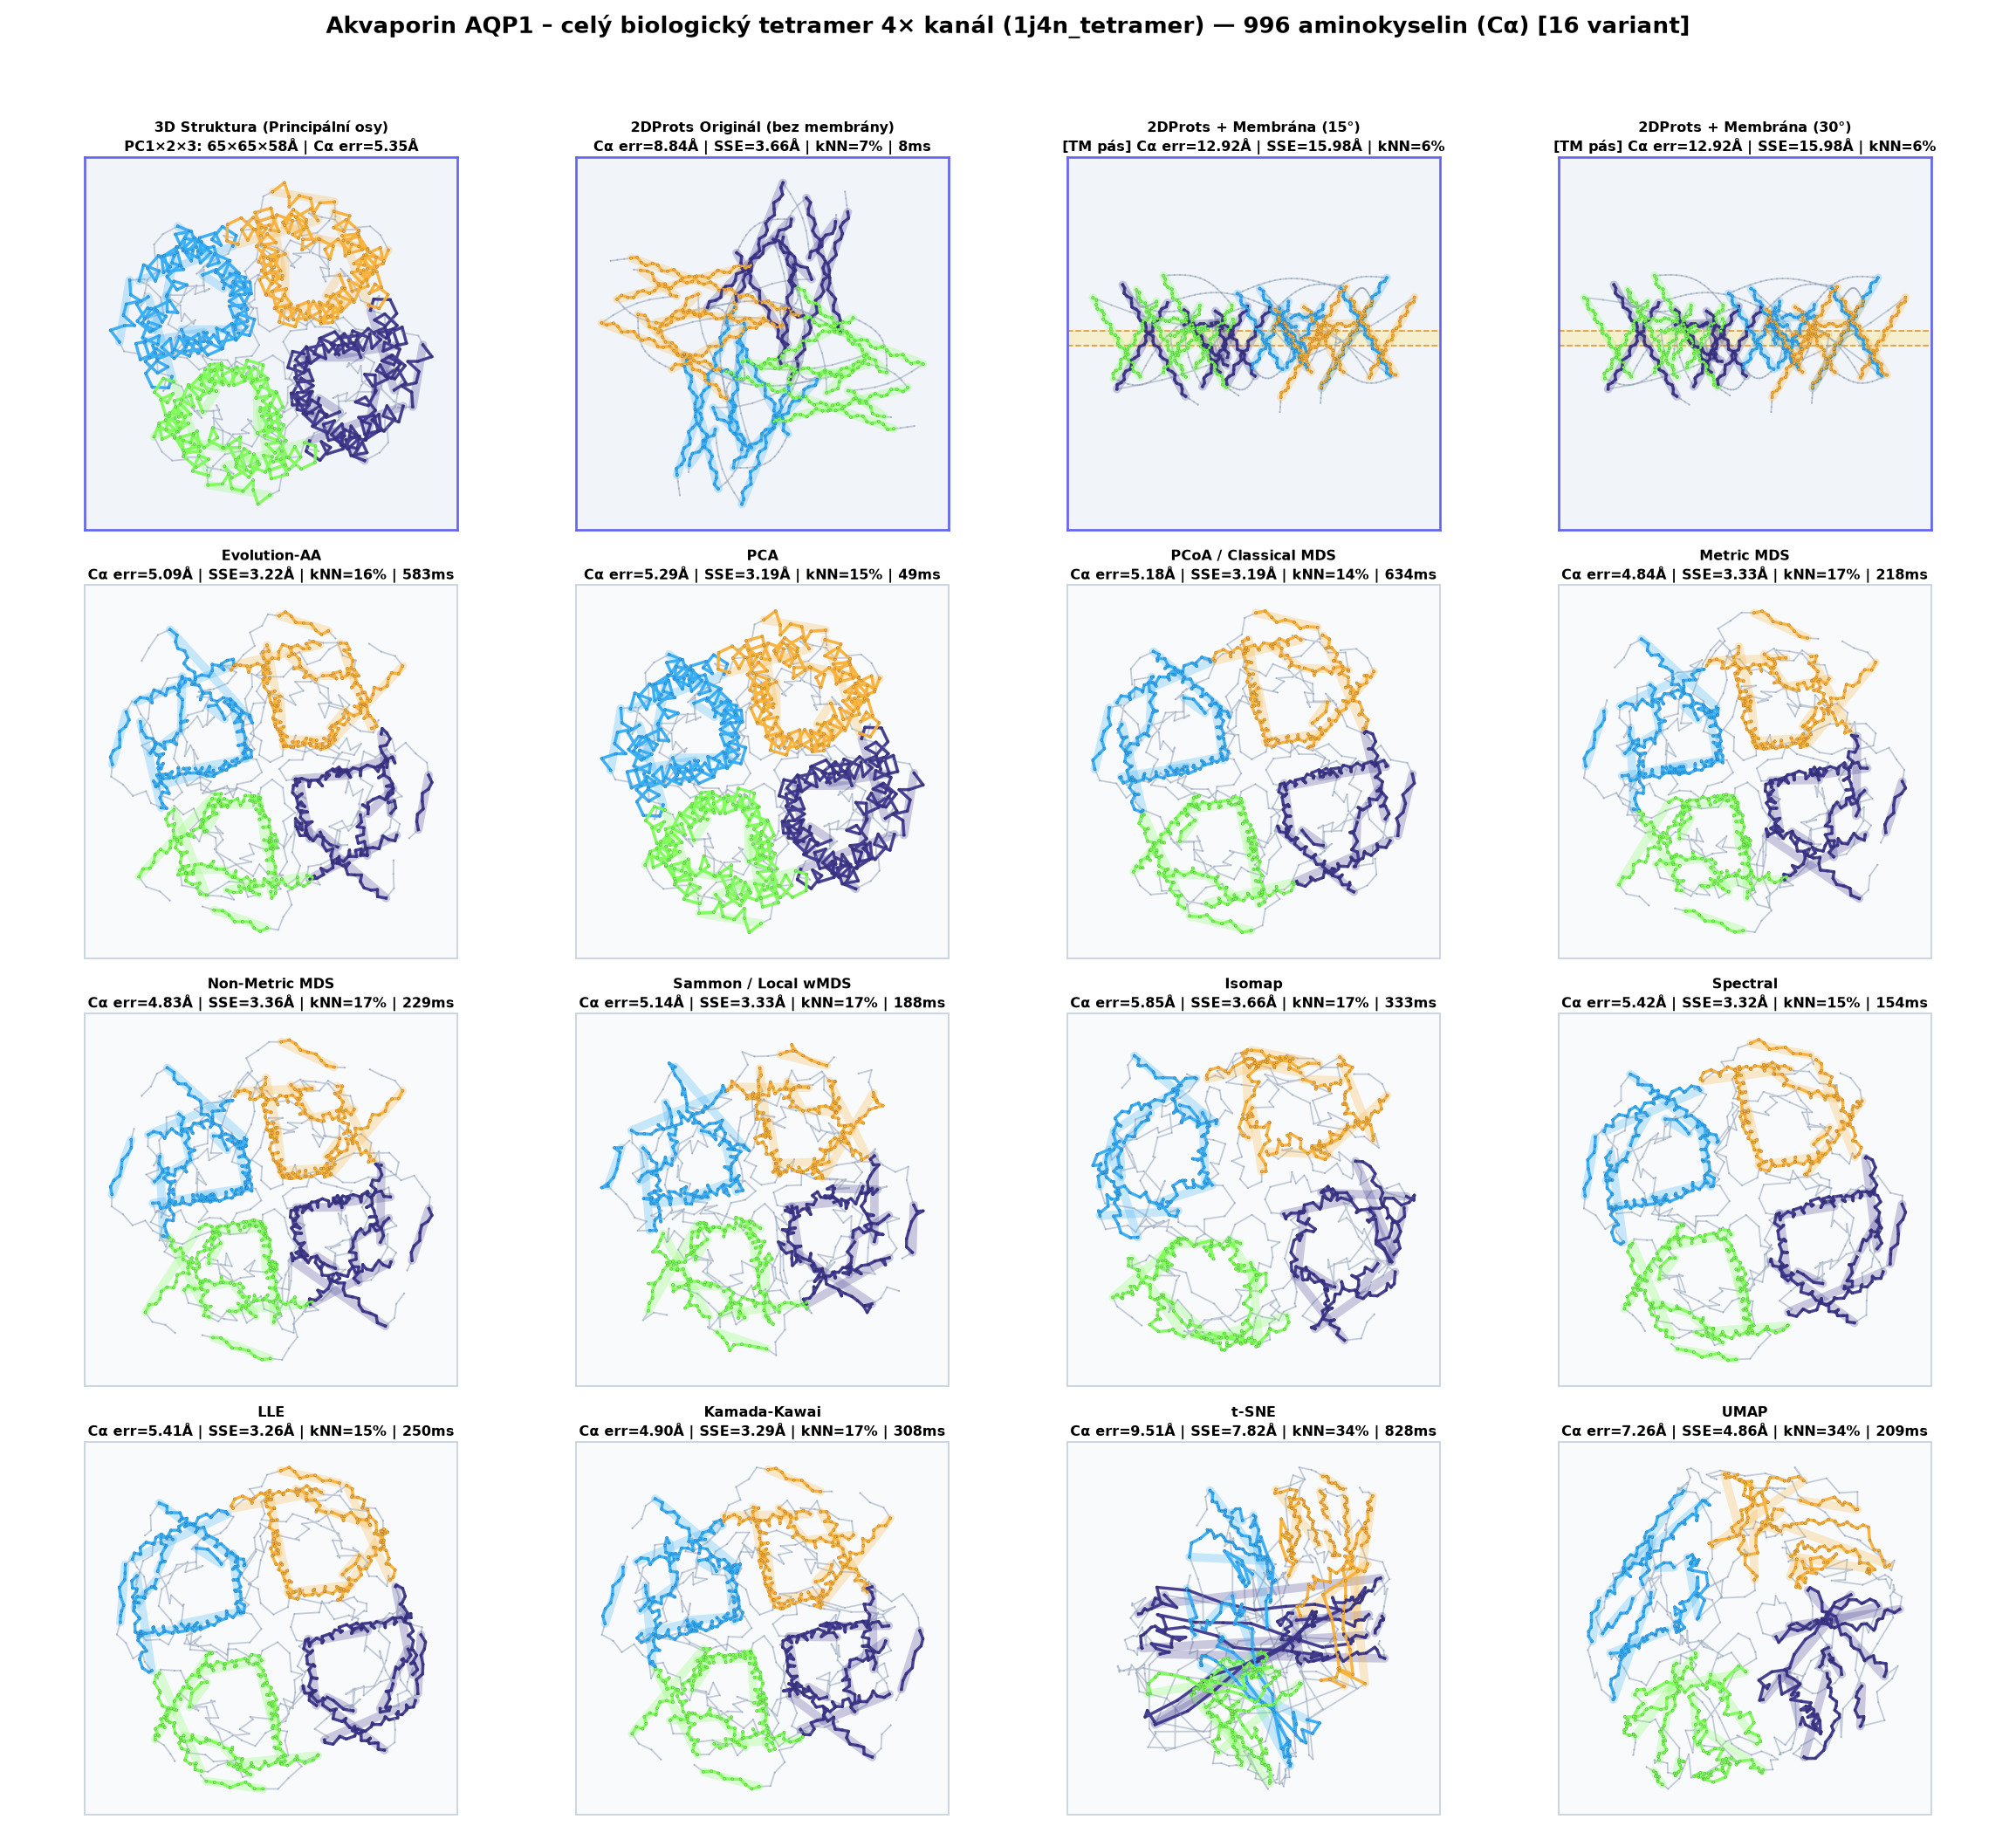 Akvaporin AQP1 – celý biologický tetramer 4× kanál (1j4n_tetramer) — 996 aminokyselin (Cα) [16 variant]
3D Struktura (Principální osy)
PC1×2×3: 65×65×58Å | Cα err=5.35Å
2DProts Originál (bez membrány)
Cα err=8.84Å | SSE=3.66Å | kNN=7% | 8ms
2DProts + Membrána (15°)
[TM pás] Cα err=12.92Å | SSE=15.98Å | kNN=6%
2DProts + Membrána (30°)
[TM pás] Cα err=12.92Å | SSE=15.98Å | kNN=6%
Evolution-AA
Cα err=5.09Å | SSE=3.22Å | kNN=16% | 583ms
PCA
Cα err=5.29Å | SSE=3.19Å | kNN=15% | 49ms
PCoA / Classical MDS
Cα err=5.18Å | SSE=3.19Å | kNN=14% | 634ms
Metric MDS
Cα err=4.84Å | SSE=3.33Å | kNN=17% | 218ms
Non-Metric MDS
Cα err=4.83Å | SSE=3.36Å | kNN=17% | 229ms
Sammon / Local wMDS
Cα err=5.14Å | SSE=3.33Å | kNN=17% | 188ms
Isomap
Cα err=5.85Å | SSE=3.66Å | kNN=17% | 333ms
Spectral
Cα err=5.42Å | SSE=3.32Å | kNN=15% | 154ms
LLE
Cα err=5.41Å | SSE=3.26Å | kNN=15% | 250ms
Kamada-Kawai
Cα err=4.90Å | SSE=3.29Å | kNN=17% | 308ms
t-SNE
Cα err=9.51Å | SSE=7.82Å | kNN=34% | 828ms
UMAP
Cα err=7.26Å | SSE=4.86Å | kNN=34% | 209ms